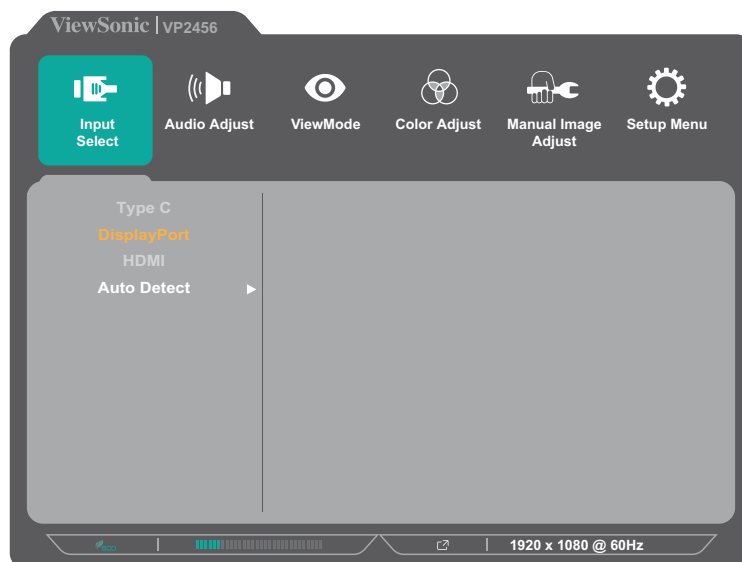 ViewSonic | VP2456
Input
Select
Audio Adjust
ViewMode
Color Adjust
Manual Image
Adjust
Setup Menu
Type C
DisplayPort
HDMI
Auto Detect
eco
1920 x 1080 @ 60Hz